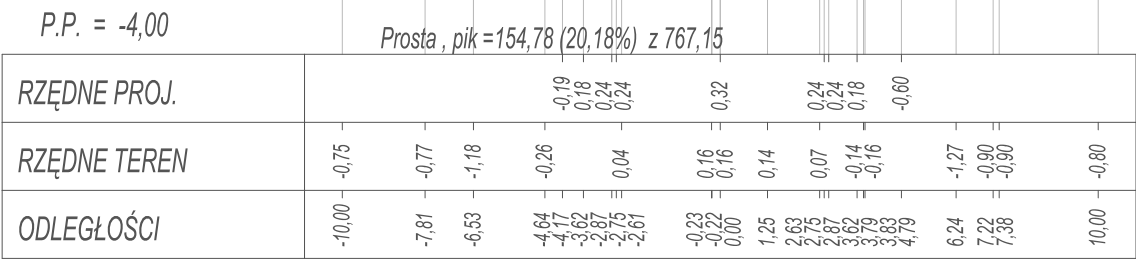 P.P. = -4,00
Prosta , pik =154,78 (20,18%)  z 767,15
RZĘDNE PROJ. -0,19 0,18 0,24 0,24 0,32 0,24 0,24 0,18 -0,60
RZĘDNE TEREN -0,75 -0,77 -1,18 -0,26 0,04 0,16 0,16 0,14 0,07 -0,14 -0,16 -1,27 -0,90 -0,90 -0,80
ODLEGŁOŚCI -10,00 -7,81 -6,53 -4,64 -4,17 -3,62 -2,87 -2,75 -2,61 -0,23 -0,22 0,00 1,25 2,63 2,75 2,87 3,62 3,79 3,83 4,79 6,24 7,22 7,38 10,00